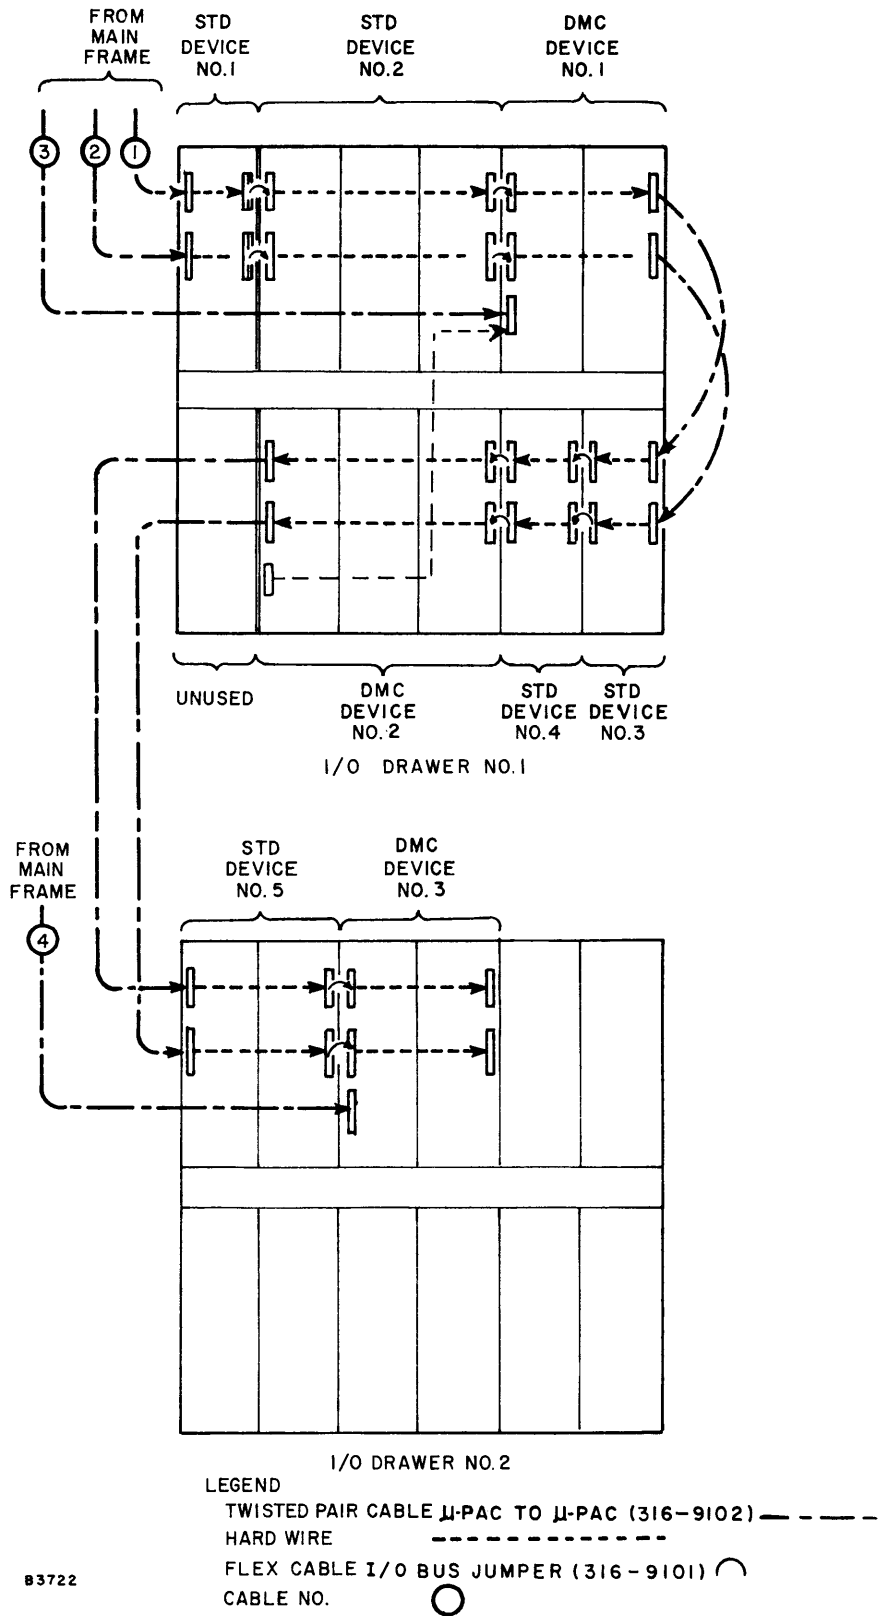 FROM
MAIN
FRAME
STD
DEVICE
NO.1
STD
DEVICE
NO.2
DMC
DEVICE
NO.1
3
2
1
UNUSED
DMC
DEVICE
NO.2
STD
DEVICE
NO.4
STD
DEVICE
NO.3
I/O DRAWER NO.1
FROM
MAIN
FRAME
4
STD
DEVICE
NO.5
DMC
DEVICE
NO.3
I/O DRAWER NO.2
LEGEND
TWISTED PAIR CABLE μ-PAC TO μ-PAC (316-9102)
HARD WIRE
FLEX CABLE I/O BUS JUMPER (316-9101)
CABLE NO.
B3722